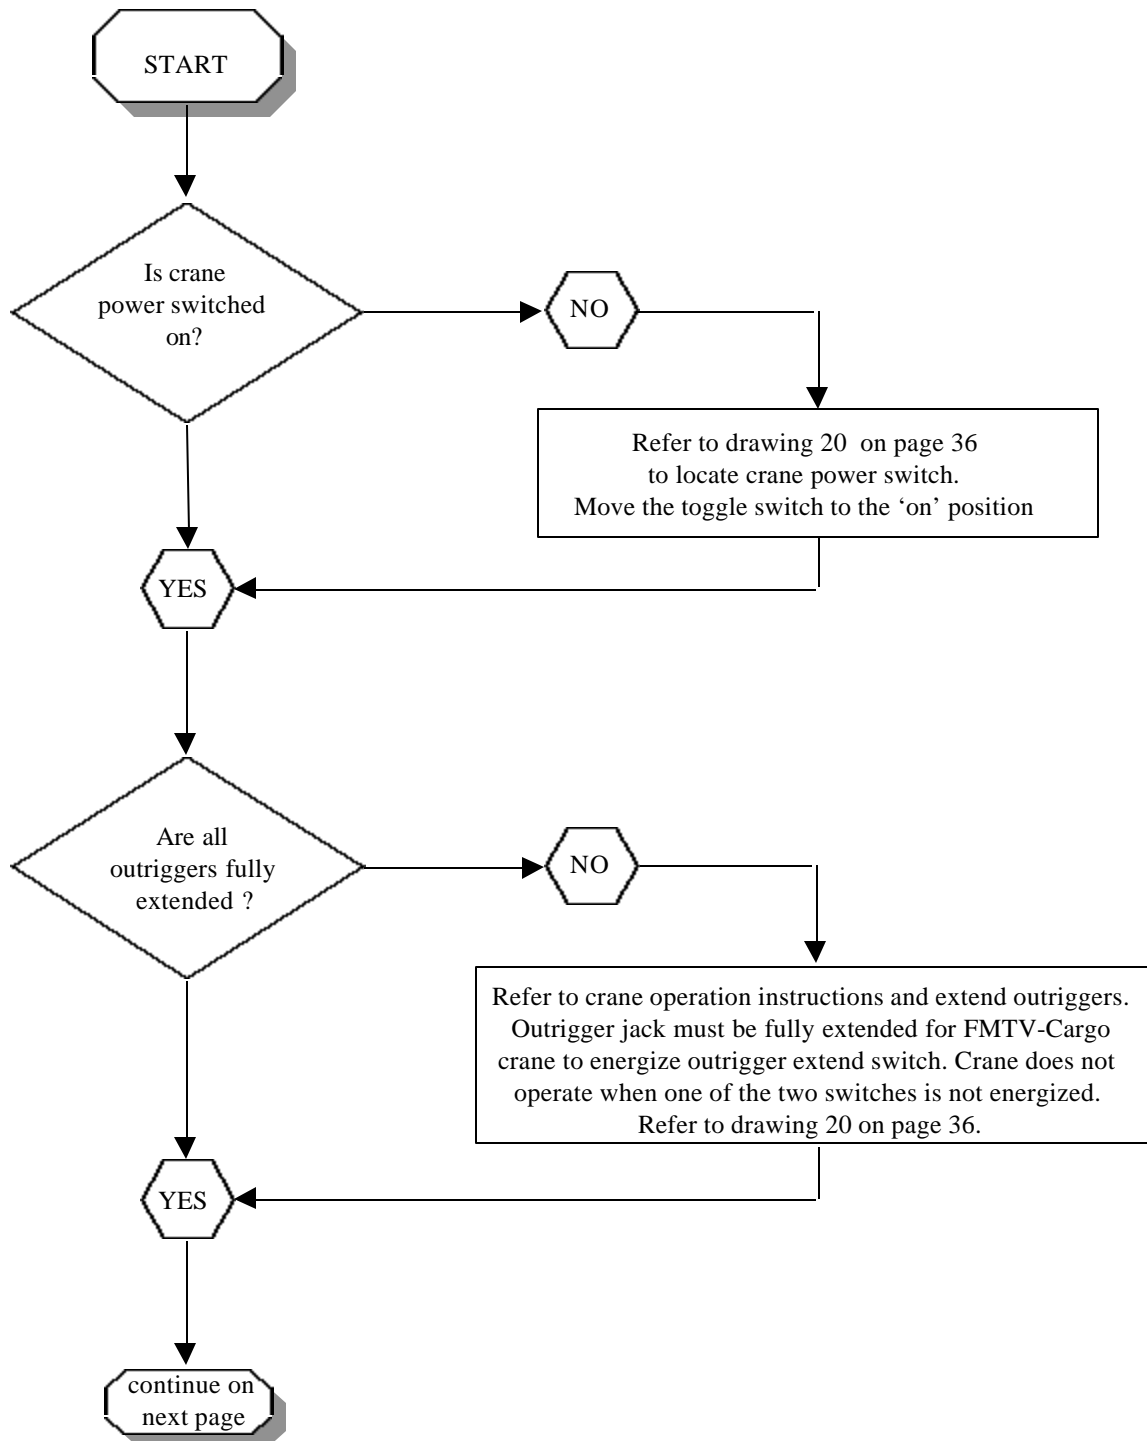 START
Is crane
power switched
on?
NO
Refer to drawing 20 on page 36
to locate crane power switch.
Move the toggle switch to the ‘on’ position
YES
Are all
outriggers fully
extended ?
NO
Refer to crane operation instructions and extend outriggers.
Outrigger jack must be fully extended for FMTV-Cargo
crane to energize outrigger extend switch. Crane does not
operate when one of the two switches is not energized.
Refer to drawing 20 on page 36.
YES
continue on
next page